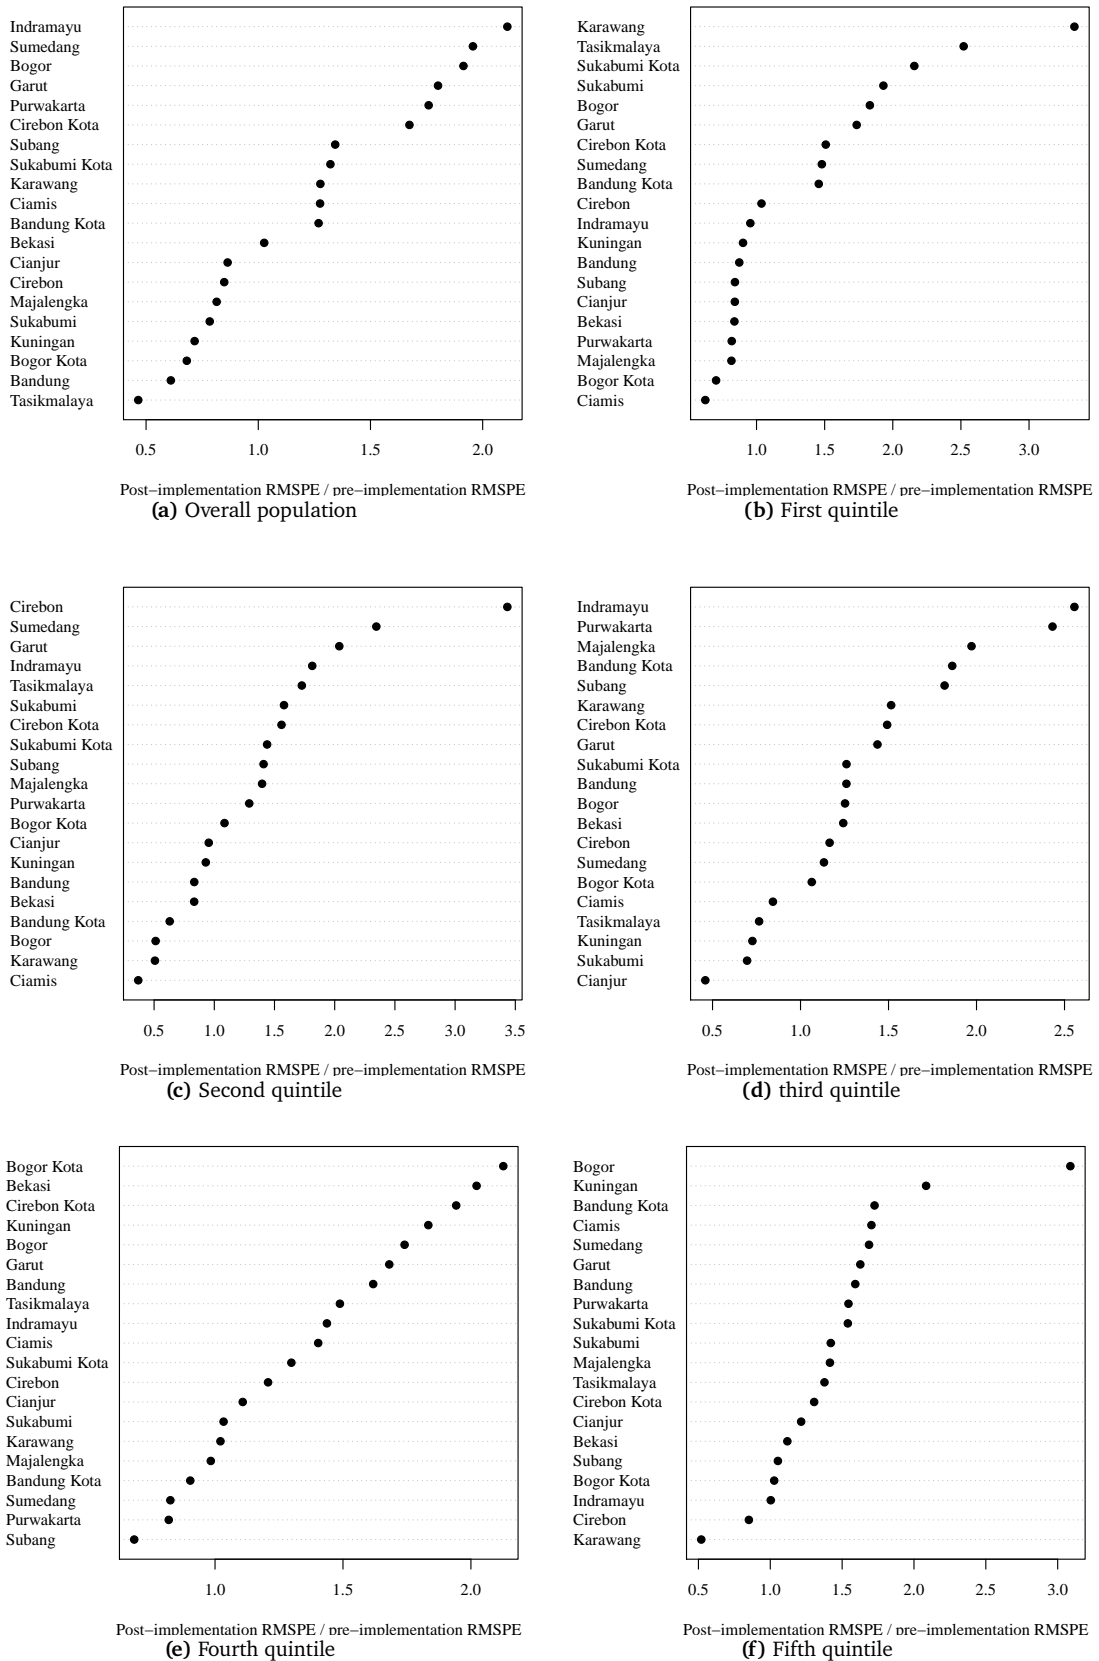 Indramayu
Sumedang
Bogor
Garut
Purwakarta
Cirebon Kota
Subang
Sukabumi Kota
Karawang
Ciamis
Bandung Kota
Bekasi
Cianjur
Cirebon
Majalengka
Sukabumi
Kuningan
Bogor Kota
Bandung
Tasikmalaya
0.5 1.0 1.5 2.0
Post−implementation RMSPE / pre−implementation RMSPE
(a) Overall population
Karawang
Tasikmalaya
Sukabumi Kota
Sukabumi
Bogor
Garut
Cirebon Kota
Sumedang
Bandung Kota
Cirebon
Indramayu
Kuningan
Bandung
Subang
Cianjur
Bekasi
Purwakarta
Majalengka
Bogor Kota
Ciamis
1.0 1.5 2.0 2.5 3.0
Post−implementation RMSPE / pre−implementation RMSPE
(b) First quintile
Cirebon
Sumedang
Garut
Indramayu
Tasikmalaya
Sukabumi
Cirebon Kota
Sukabumi Kota
Subang
Majalengka
Purwakarta
Bogor Kota
Cianjur
Kuningan
Bandung
Bekasi
Bandung Kota
Bogor
Karawang
Ciamis
0.5 1.0 1.5 2.0 2.5 3.0 3.5
Post−implementation RMSPE / pre−implementation RMSPE
(c) Second quintile
Indramayu
Purwakarta
Majalengka
Bandung Kota
Subang
Karawang
Cirebon Kota
Garut
Sukabumi Kota
Bandung
Bogor
Bekasi
Cirebon
Sumedang
Bogor Kota
Ciamis
Tasikmalaya
Kuningan
Sukabumi
Cianjur
0.5 1.0 1.5 2.0 2.5
Post−implementation RMSPE / pre−implementation RMSPE
(d) third quintile
Bogor Kota
Bekasi
Cirebon Kota
Kuningan
Bogor
Garut
Bandung
Tasikmalaya
Indramayu
Ciamis
Sukabumi Kota
Cirebon
Cianjur
Sukabumi
Karawang
Majalengka
Bandung Kota
Sumedang
Purwakarta
Subang
1.0 1.5 2.0
Post−implementation RMSPE / pre−implementation RMSPE
(e) Fourth quintile
Bogor
Kuningan
Bandung Kota
Ciamis
Sumedang
Garut
Bandung
Purwakarta
Sukabumi Kota
Sukabumi
Majalengka
Tasikmalaya
Cirebon Kota
Cianjur
Bekasi
Subang
Bogor Kota
Indramayu
Cirebon
Karawang
0.5 1.0 1.5 2.0 2.5 3.0
Post−implementation RMSPE / pre−implementation RMSPE
(f) Fifth quintile